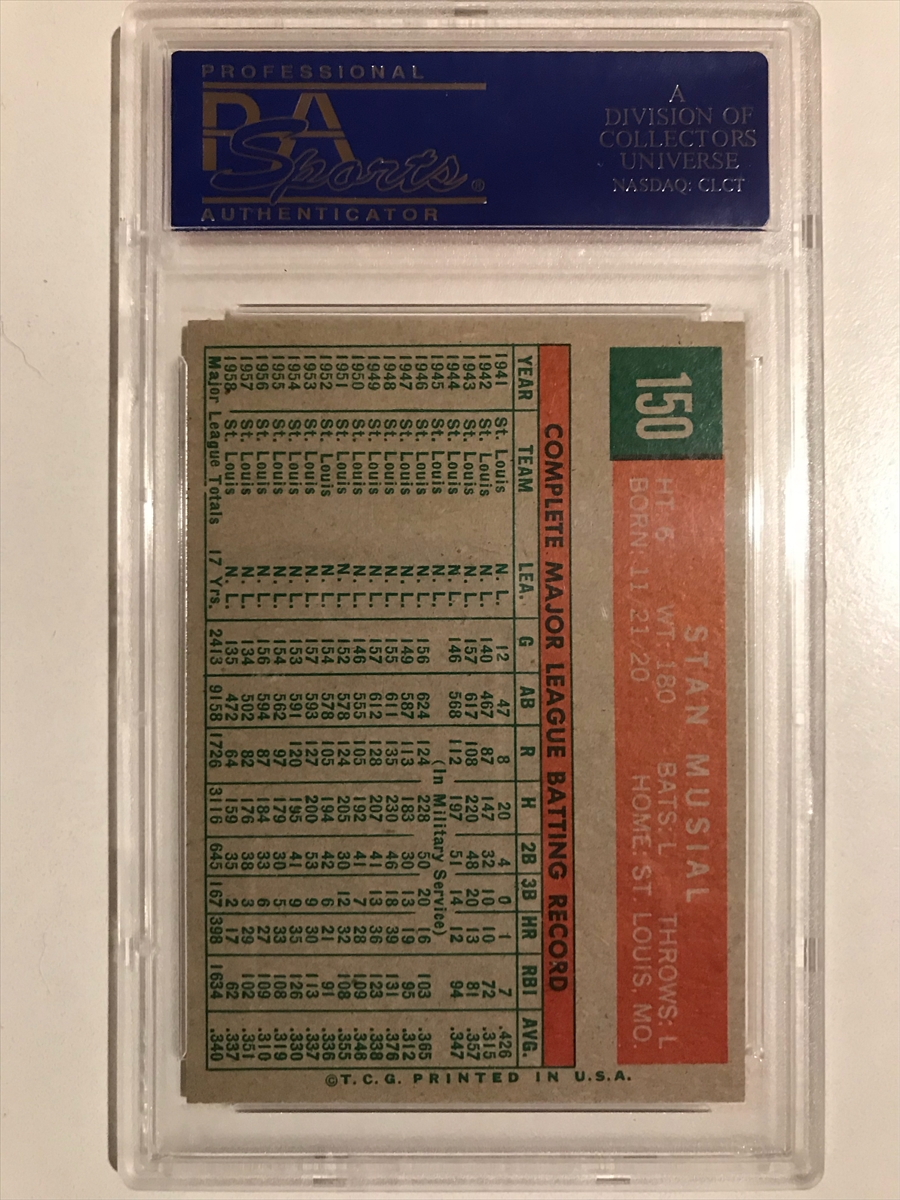 PROFESSIONAL
PSA
Sports®
AUTHENTICATOR
A
DIVISION OF
COLLECTORS
UNIVERSE
NASDAQ: CLCT
150
STAN MUSIAL
HT: 6 WT: 180 BATS: L THROWS: L
BORN: 11 21 20 HOME: ST. LOUIS, MO.
COMPLETE MAJOR LEAGUE BATTING RECORD
YEAR TEAM LEA. G AB R H 2B 3B HR RBI AVG.
1941 St. Louis N. L. 12 47 8 20 4 0 1 7 .426
1942 St. Louis N. L. 140 467 87 147 32 10 10 72 .315
1943 St. Louis N. L. 157 617 108 220 48 20 13 81 .357
1944 St. Louis N. L. 146 568 112 197 51 14 12 94 .347
1945 St. Louis N. L. (In Military Service)
1946 St. Louis N. L. 156 624 124 228 50 20 16 103 .365
1947 St. Louis N. L. 149 587 113 183 30 13 19 95 .312
1948 St. Louis N. L. 155 611 135 230 46 18 39 131 .376
1949 St. Louis N. L. 157 612 128 207 41 13 36 123 .338
1950 St. Louis N. L. 146 555 105 192 41 7 28 109 .348
1951 St. Louis N. L. 152 578 124 205 30 12 32 108 .355
1952 St. Louis N. L. 154 578 105 194 42 6 21 91 .336
1953 St. Louis N. L. 157 593 127 200 53 9 30 113 .337
1954 St. Louis N. L. 153 591 120 195 41 9 35 126 .330
1955 St. Louis N. L. 154 562 97 179 30 5 33 108 .319
1956 St. Louis N. L. 156 594 87 184 33 6 27 109 .310
1957 St. Louis N. L. 134 502 82 176 38 3 29 102 .351
1958 St. Louis N. L. 135 472 64 159 35 2 17 62 .337
Major League Totals 17 Yrs. 2413 9158 1726 3116 645 167 398 1634 .340
©T.C.G. PRINTED IN U.S.A.